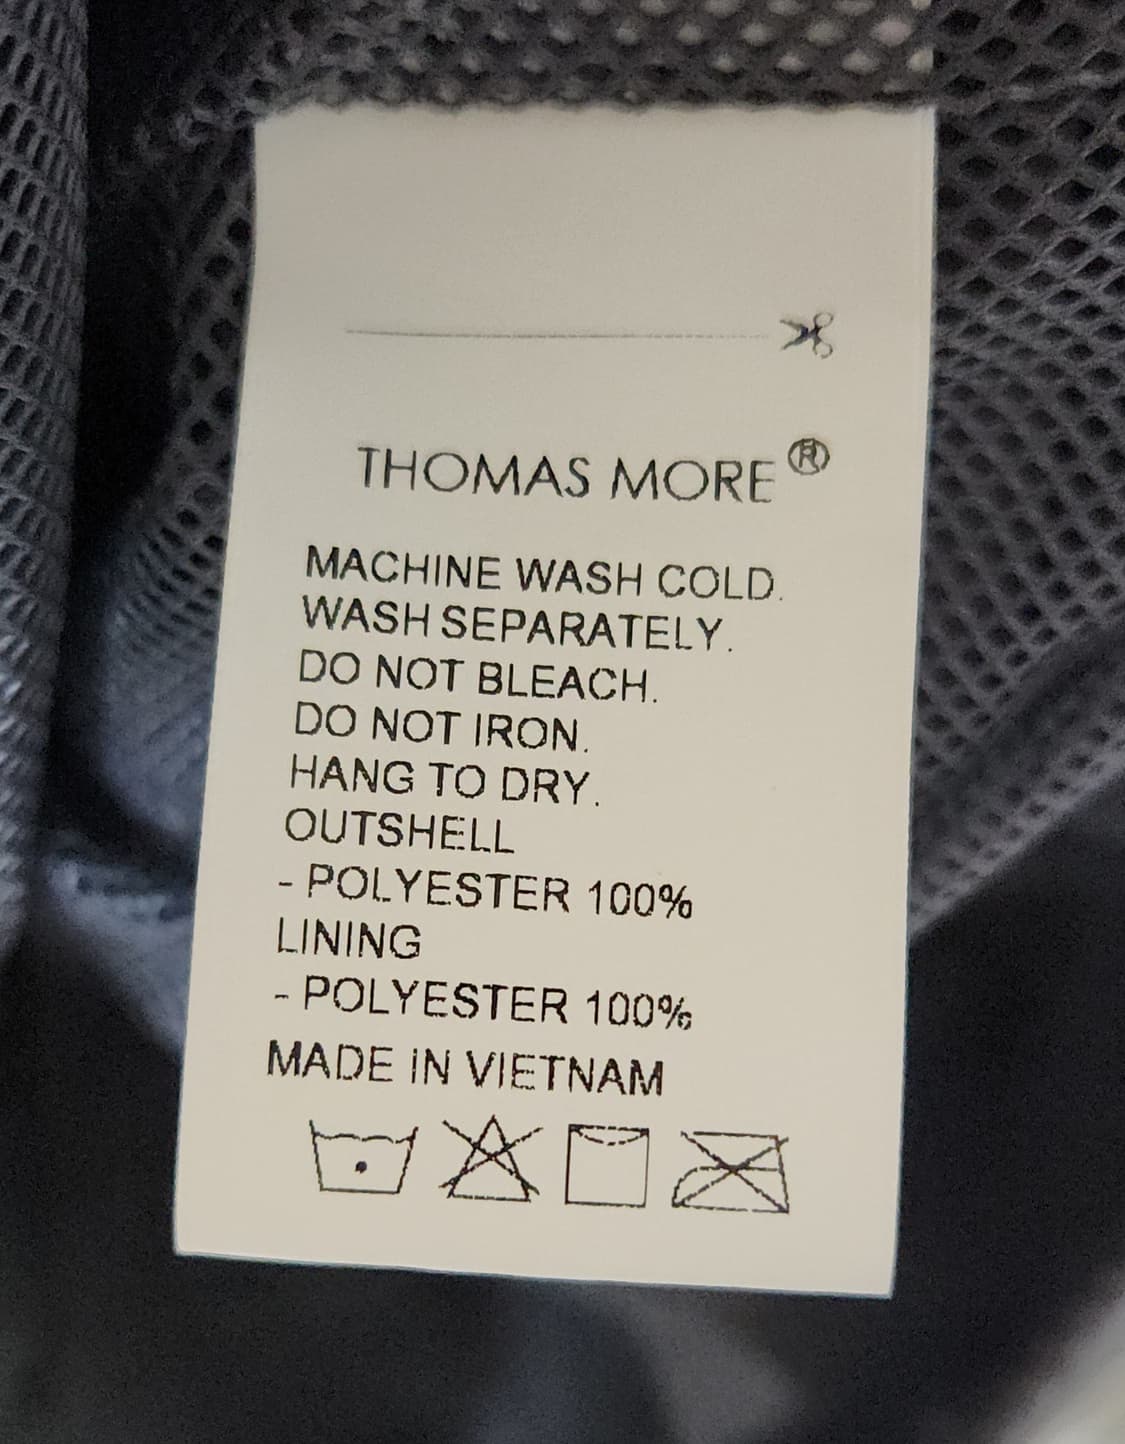 THOMAS MORE®
MACHINE WASH COLD.
WASH SEPARATELY.
DO NOT BLEACH.
DO NOT IRON.
HANG TO DRY.
OUTSHELL
- POLYESTER 100%
LINING
- POLYESTER 100%
MADE IN VIETNAM